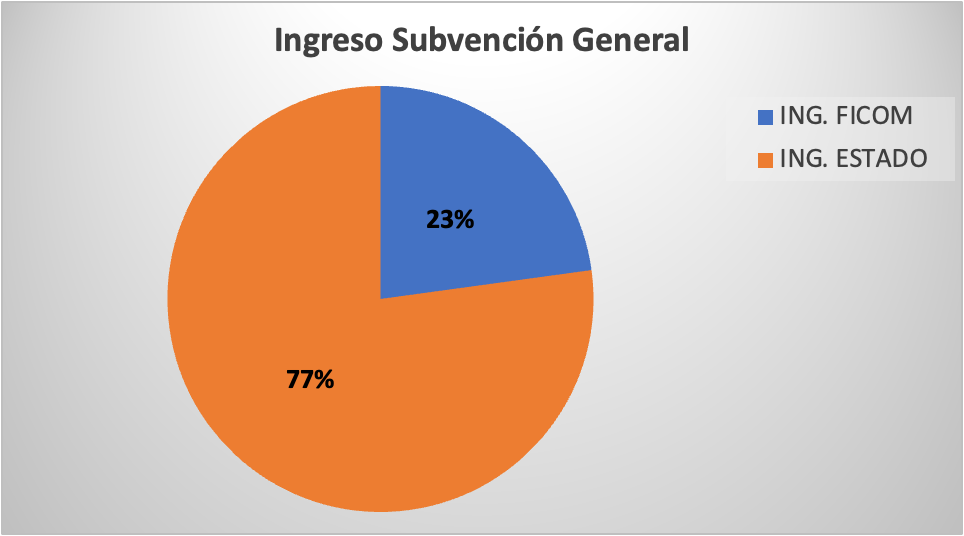 Ingreso Subvención General
ING. FICOM
ING. ESTADO
23%
77%